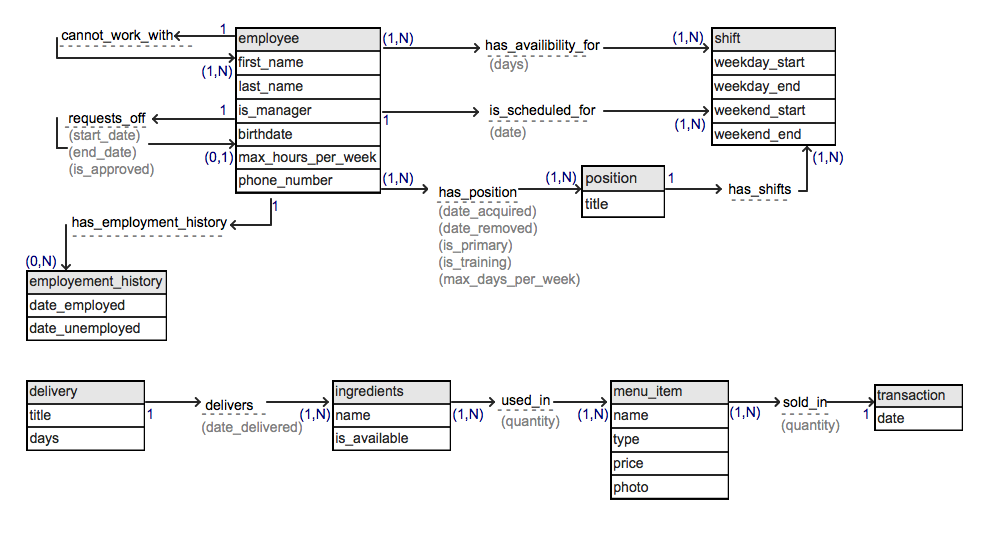 cannot_work_with
1
employee
(1,N)
has_availibility_for
(days)
(1,N)
shift
first_name
weekday_start
(1,N)
last_name
weekday_end
requests_off
(start_date)
(end_date)
(is_approved)
1
is_manager
1
is_scheduled_for
(date)
(1,N)
weekend_start
birthdate
weekend_end
(0,1)
max_hours_per_week
(1,N)
phone_number
(1,N)
has_position
(date_acquired)
(date_removed)
(is_primary)
(is_training)
(max_days_per_week)
(1,N)
position
1
has_shifts
title
1
has_employment_history
(0,N)
employement_history
date_employed
date_unemployed
delivery
title
days
1
delivers
(date_delivered)
(1,N)
ingredients
name
is_available
(1,N)
used_in
(quantity)
(1,N)
menu_item
name
type
price
photo
(1,N)
sold_in
(quantity)
1
transaction
date